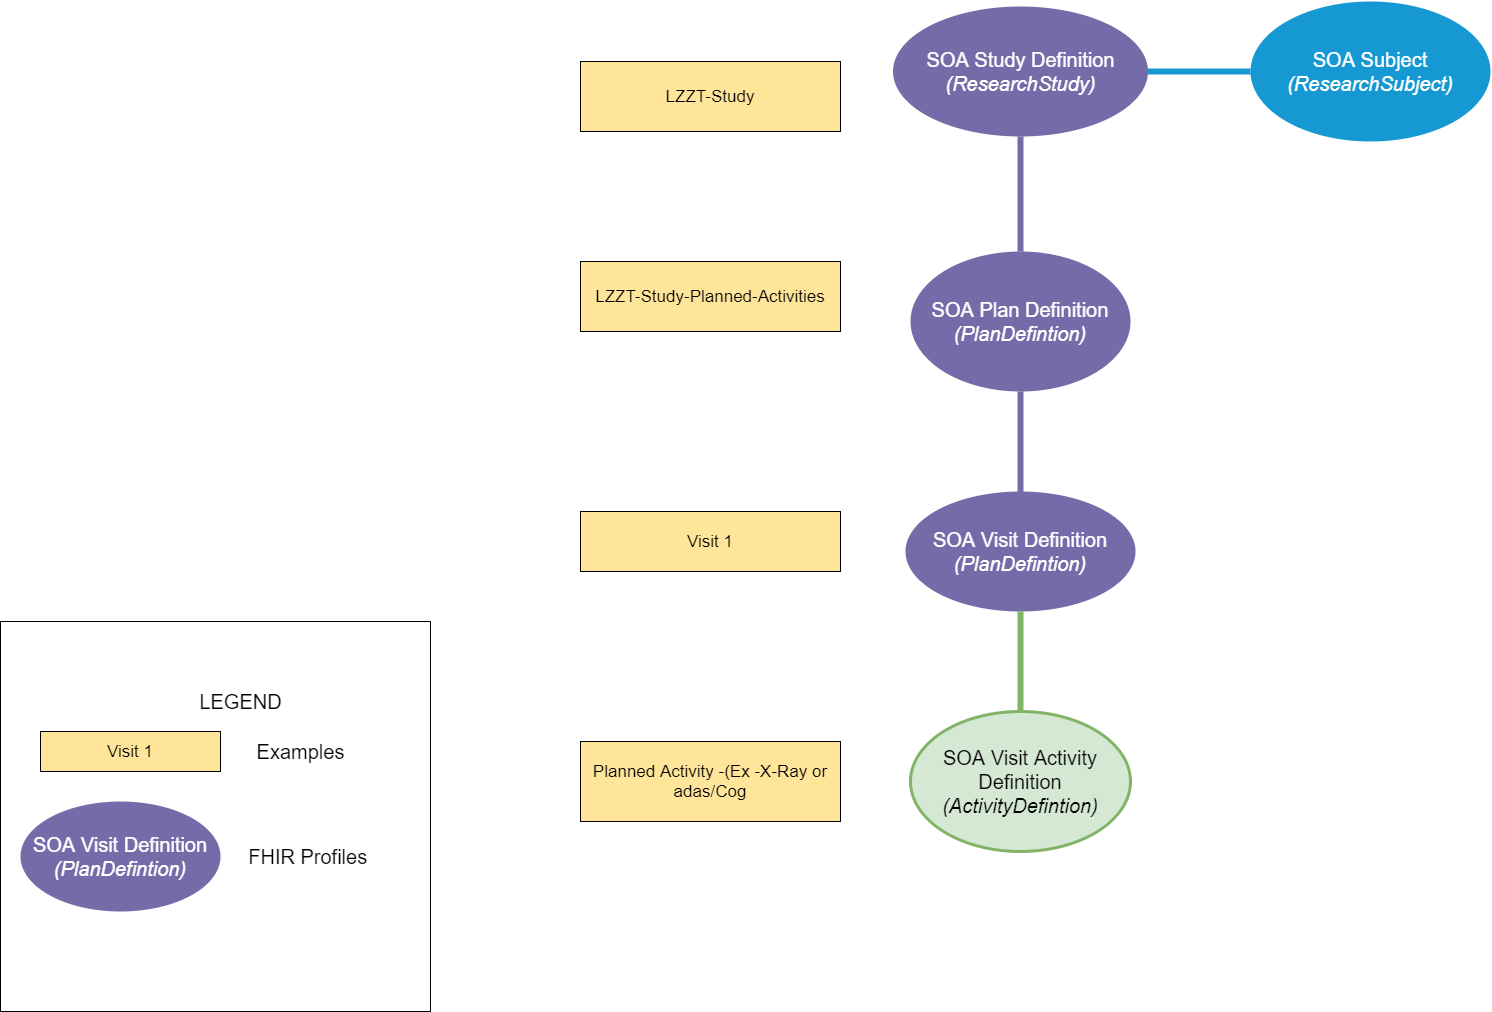 SOA Study Definition
(ResearchStudy)
SOA Subject
(ResearchSubject)
LZZT-Study
LZZT-Study-Planned-Activities
SOA Plan Definition
(PlanDefintion)
Visit 1
SOA Visit Definition
(PlanDefintion)
Planned Activity -(Ex -X-Ray or
adas/Cog
SOA Visit Activity
Definition
(ActivityDefintion)
LEGEND
Visit 1
Examples
SOA Visit Definition
(PlanDefintion)
FHIR Profiles